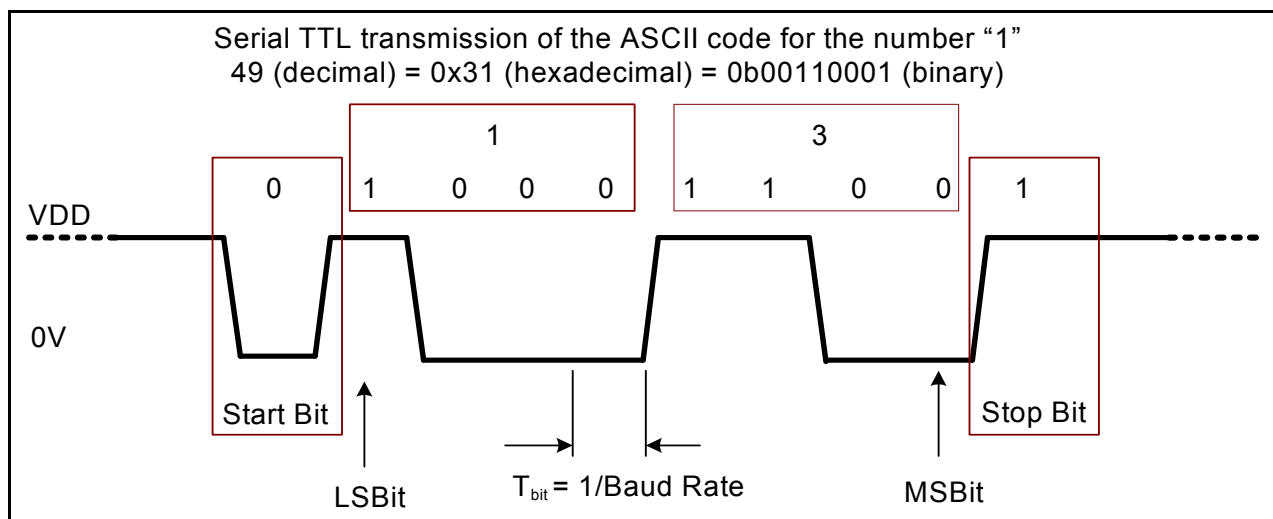 Serial TTL transmission of the ASCII code for the number “1”
49 (decimal) = 0x31 (hexadecimal) = 0b00110001 (binary)
1 3
0 1 0 0 0 1 1 0 0 1
VDD
0V
Start Bit Stop Bit
LSBit Tbit = 1/Baud Rate MSBit